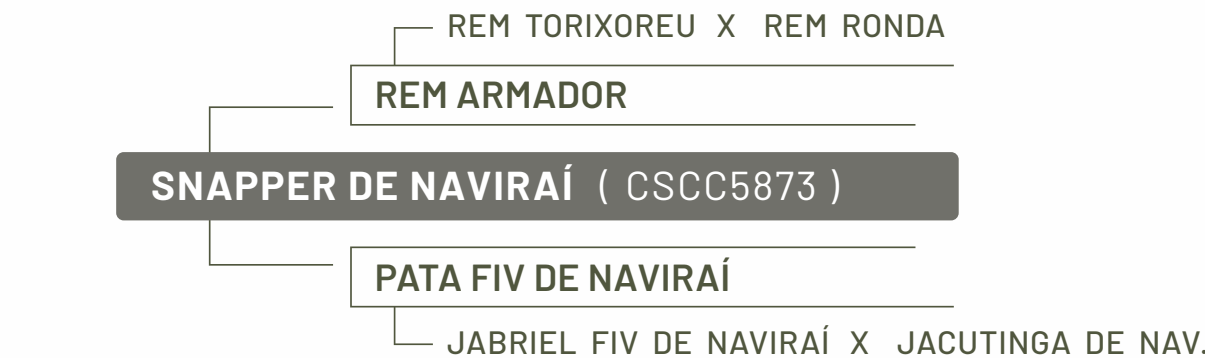 REM TORIXOREU X REM RONDA
REM ARMADOR
SNAPPER DE NAVIRAÍ ( CSCC5873 )
PATA FIV DE NAVIRAÍ
JABRIEL FIV DE NAVIRAÍ X JACUTINGA DE NAV.